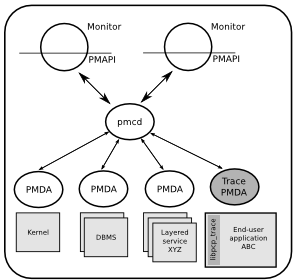 Monitor
Monitor
PMAPI
PMAPI
pmcd
PMDA
PMDA
PMDA
Trace
PMDA
Kernel
DBMS
Layered
service
XYZ
libpcp_trace
End-user
application
ABC